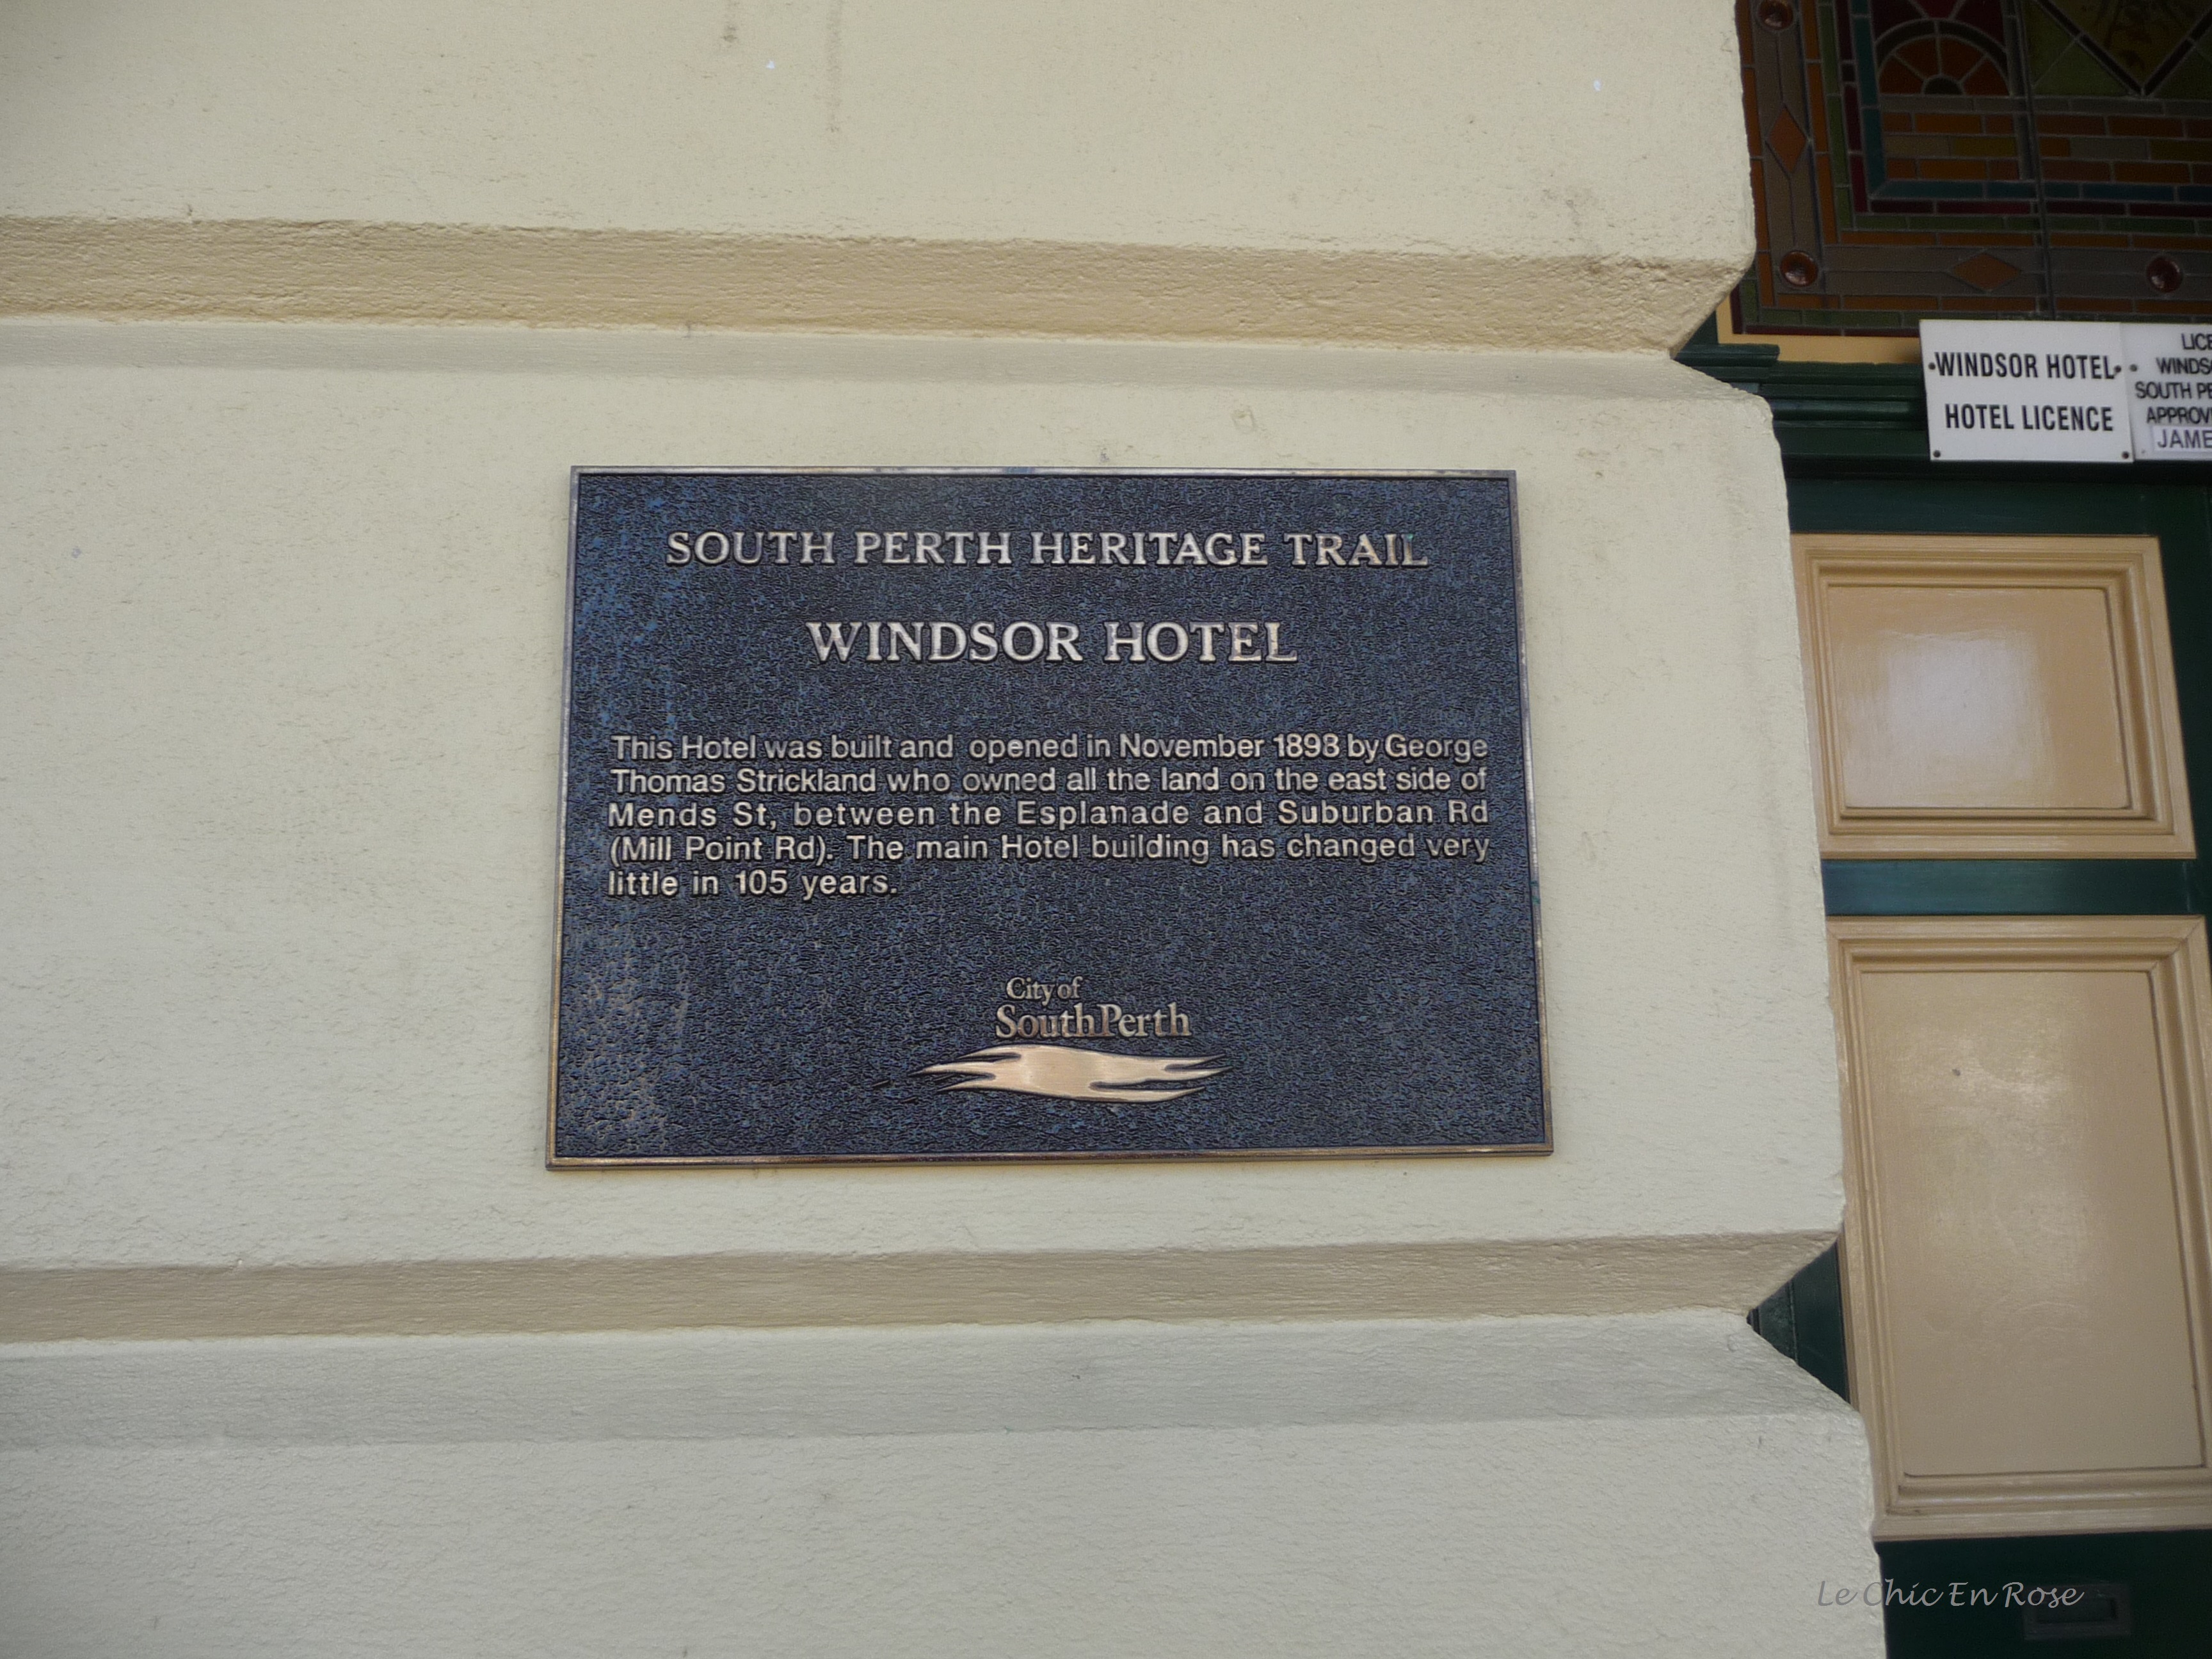 SOUTH PERTH HERITAGE TRAIL
WINDSOR HOTEL
This Hotel was built and opened in November 1898 by George
Thomas Strickland who owned all the land on the east side of
Mends St, between the Esplanade and Suburban Rd
(Mill Point Rd). The main Hotel building has changed very
little in 105 years.
City of
South Perth
WINDSOR HOTEL
HOTEL LICENCE
SOUTH
Le Chic En Rose